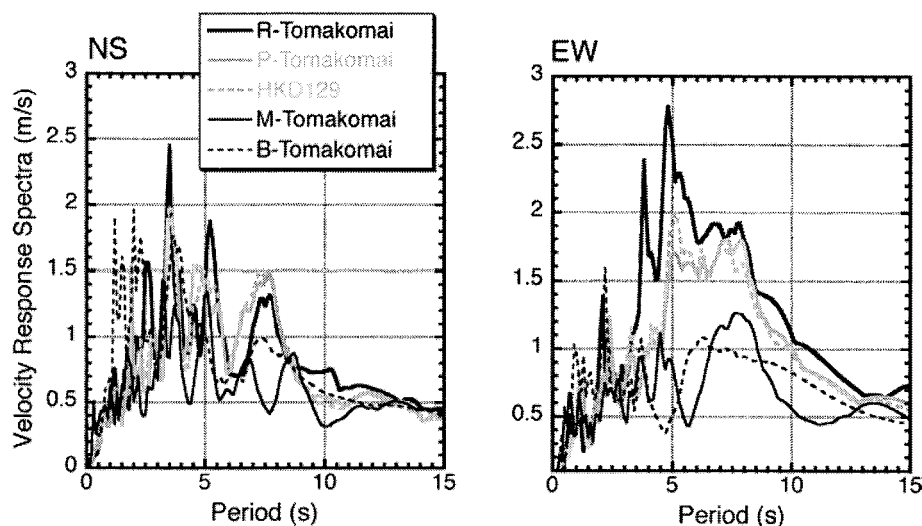 NS
R-Tomakomai
P-Tomakomai
HKD129
M-Tomakomai
B-Tomakomai
EW
Velocity Response Spectra (m/s)
3
2.5
2
1.5
1
0.5
0
0 5 10 15
Period (s)
3
2.5
2
1.5
1
0.5
0 5 10 15
Period (s)